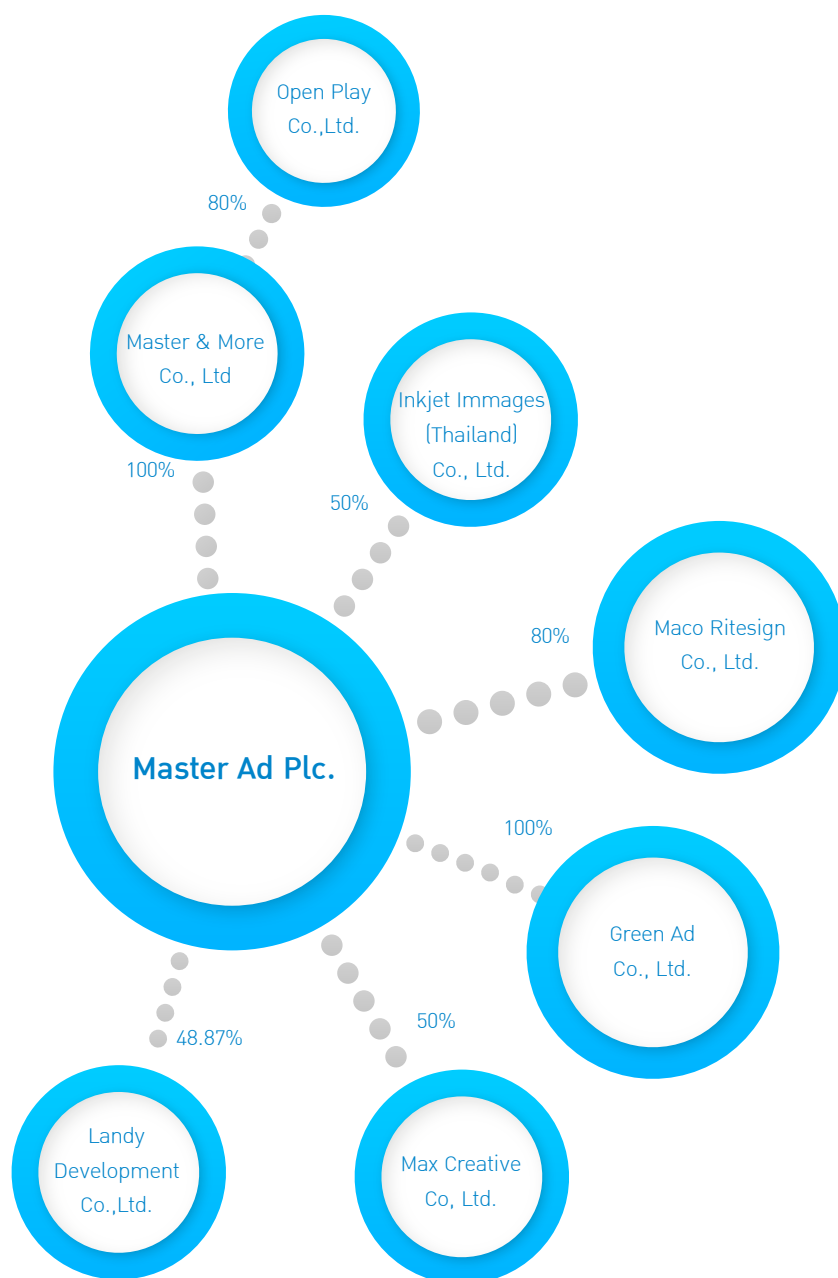 Open Play
Co.,Ltd.
80%
Master & More
Co., Ltd
Inkjet Immages
(Thailand)
Co., Ltd.
100%
50%
Maco Ritesign
Co., Ltd.
80%
Master Ad Plc.
100%
Green Ad
Co., Ltd.
50%
48.87%
Landy
Development
Co.,Ltd.
Max Creative
Co, Ltd.